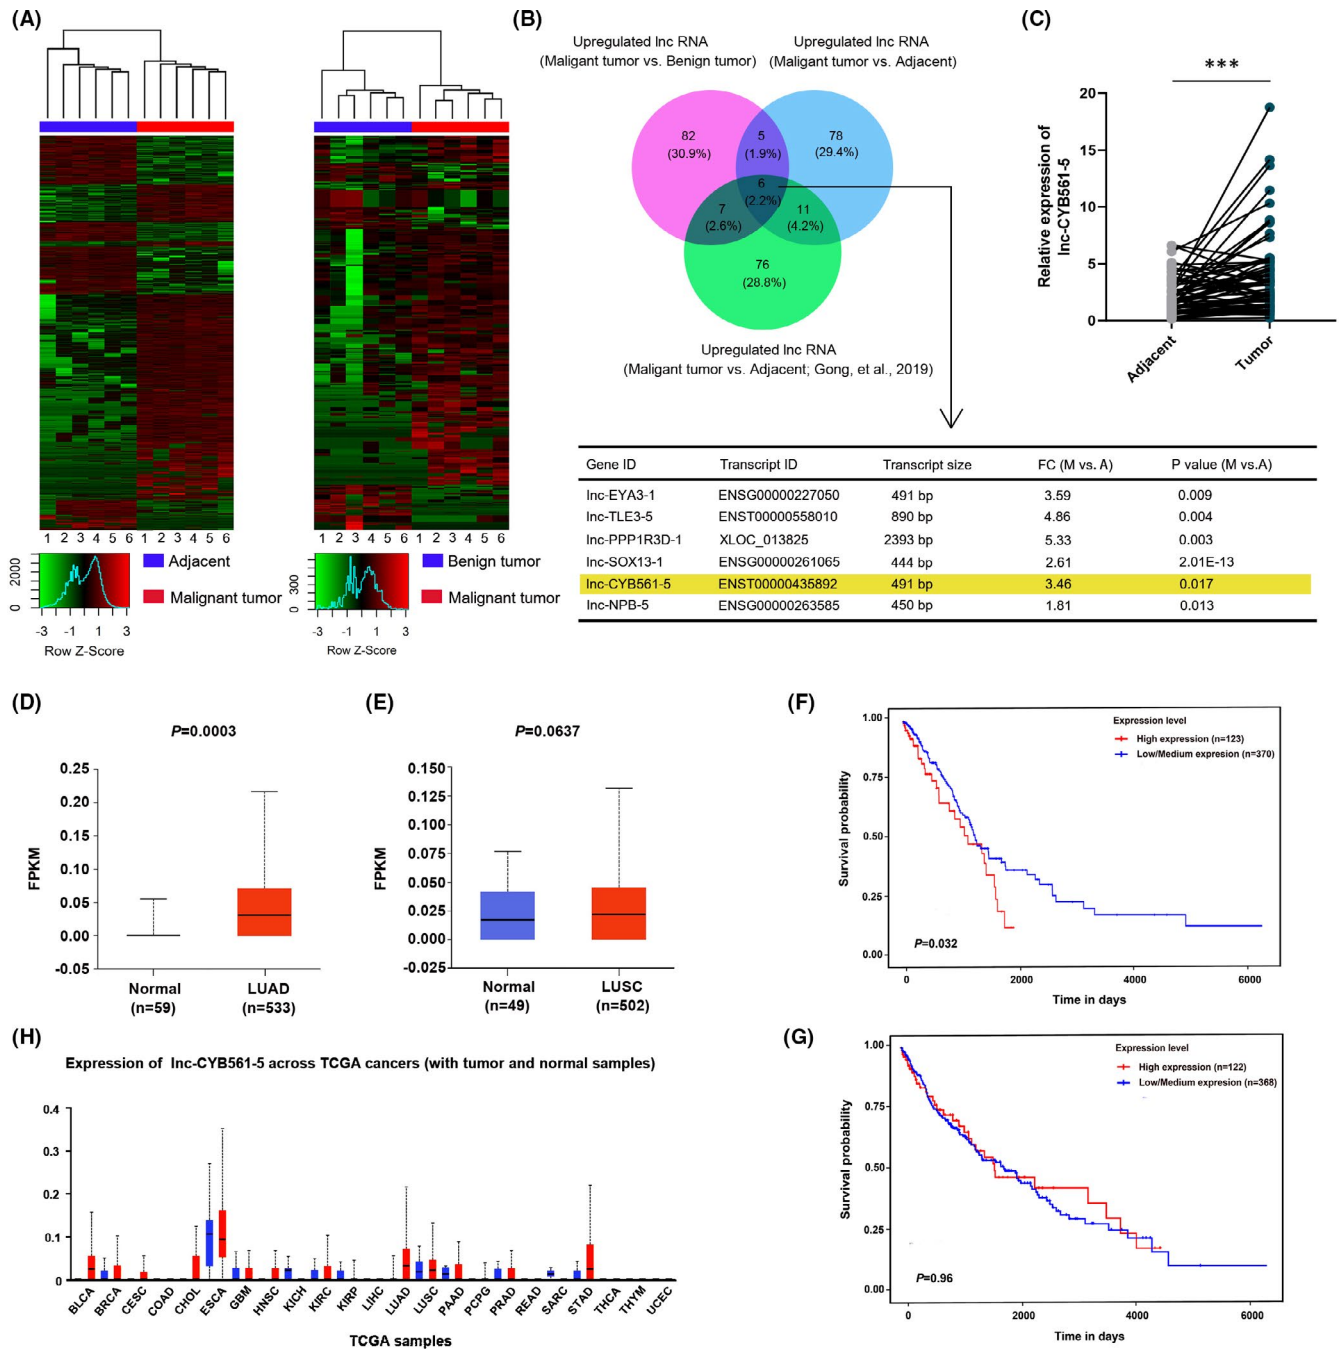 (A)
1 2 3 4 5 6 1 2 3 4 5 6
2000
0
-3 -1 1 3
Row Z-Score
Adjacent
Malignant tumor
1 2 3 4 5 6 1 2 3 4 5 6
300
0
-3 -1 1 3
Row Z-Score
Benign tumor
Malignant tumor
(B)
Upregulated lnc RNA
(Maligant tumor vs. Benign tumor)
Upregulated lnc RNA
(Maligant tumor vs. Adjacent)
82
(30.9%)
5
(1.9%)
78
(29.4%)
6
(2.2%)
7
(2.6%)
11
(4.2%)
76
(28.8%)
Upregulated lnc RNA
(Maligant tumor vs. Adjacent; Gong, et al., 2019)
Gene ID Transcript ID Transcript size FC (M vs. A) P value (M vs.A)
lnc-EYA3-1 ENSG00000227050 491 bp 3.59 0.009
lnc-TLE3-5 ENST00000558010 890 bp 4.86 0.004
lnc-PPP1R3D-1 XLOC_013825 2393 bp 5.33 0.003
lnc-SOX13-1 ENSG00000261065 444 bp 2.61 2.01E-13
lnc-CYB561-5 ENST00000435892 491 bp 3.46 0.017
lnc-NPB-5 ENSG00000263585 450 bp 1.81 0.013
(C)
***
Relative expression of
lnc-CYB561-5
20
15
10
5
0
Adjacent
Tumor
(D)
P=0.0003
FPKM
0.25
0.20
0.15
0.10
0.05
0.00
-0.05
Normal
(n=59)
LUAD
(n=533)
(E)
P=0.0637
FPKM
0.150
0.125
0.100
0.075
0.050
0.025
0.000
-0.025
Normal
(n=49)
LUSC
(n=502)
(F)
Survival probability
1.00
0.75
0.50
0.25
0.00
Expression level
High expression (n=123)
Low/Medium expresion (n=370)
P=0.032
0 2000 4000 6000
Time in days
(H)
Expression of lnc-CYB561-5 across TCGA cancers (with tumor and normal samples)
0.4
0.3
0.2
0.1
0
BLCA
BRCA
CESC
COAD
CHOL
ESCA
GBM
HNSC
KICH
KIRC
KIRP
LIHC
LUAD
LUSC
PAAD
PCPG
PRAD
READ
SARC
STAD
THCA
THYM
UCEC
TCGA samples
(G)
Survival probability
1.00
0.75
0.50
0.25
0.00
Expression level
High expression (n=122)
Low/Medium expresion (n=368)
P=0.96
0 2000 4000 6000
Time in days